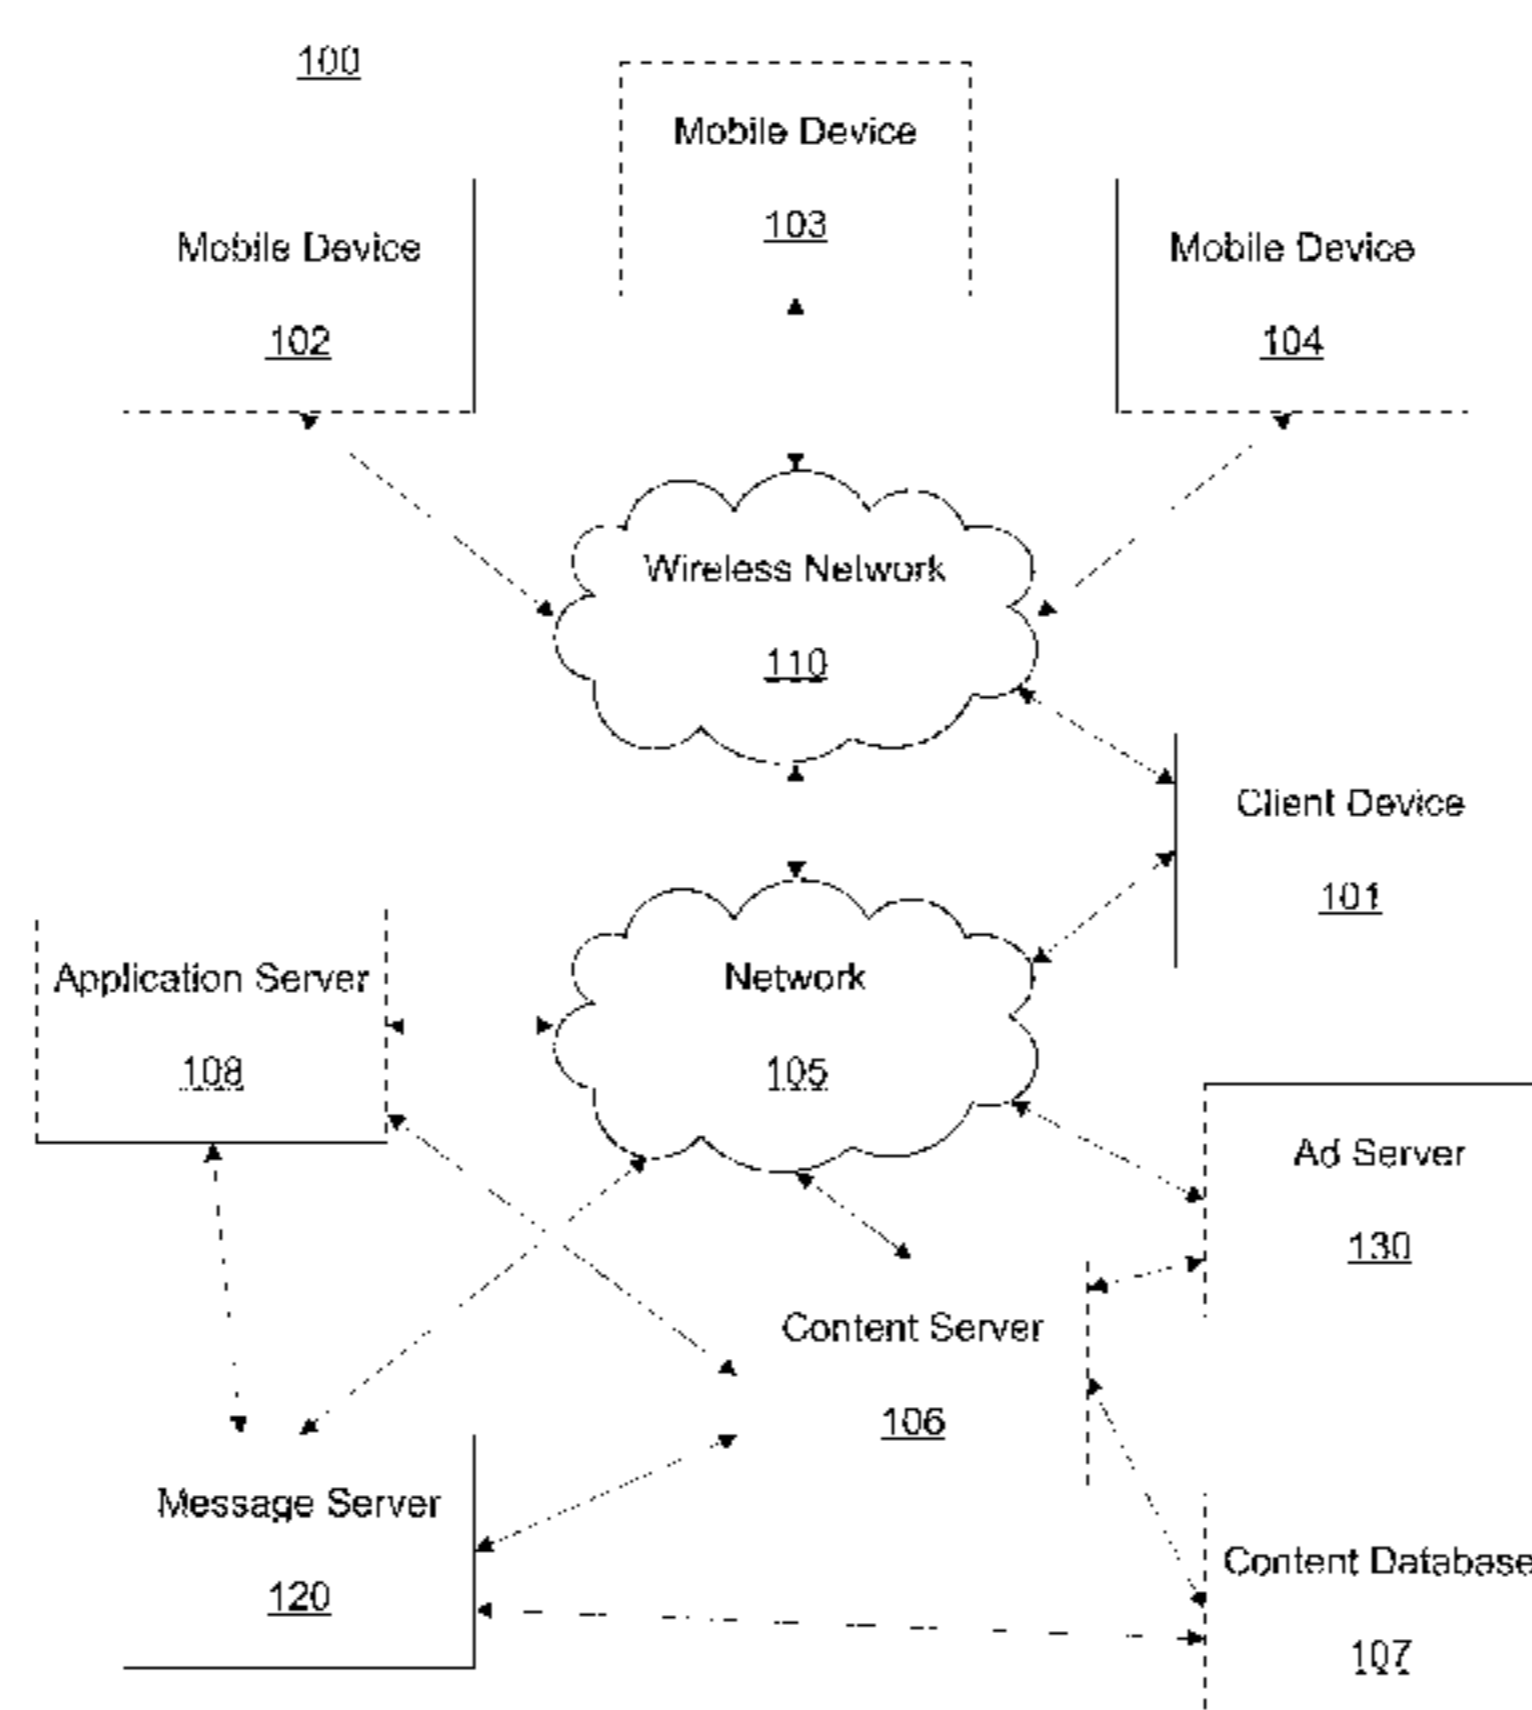 100
Mobile Device
103
Mobile Device
102
Mobile Device
104
Wireless Network
110
Client Device
101
Application Server
108
Network
105
Ad Server
130
Content Server
106
Message Server
120
Content Database
107